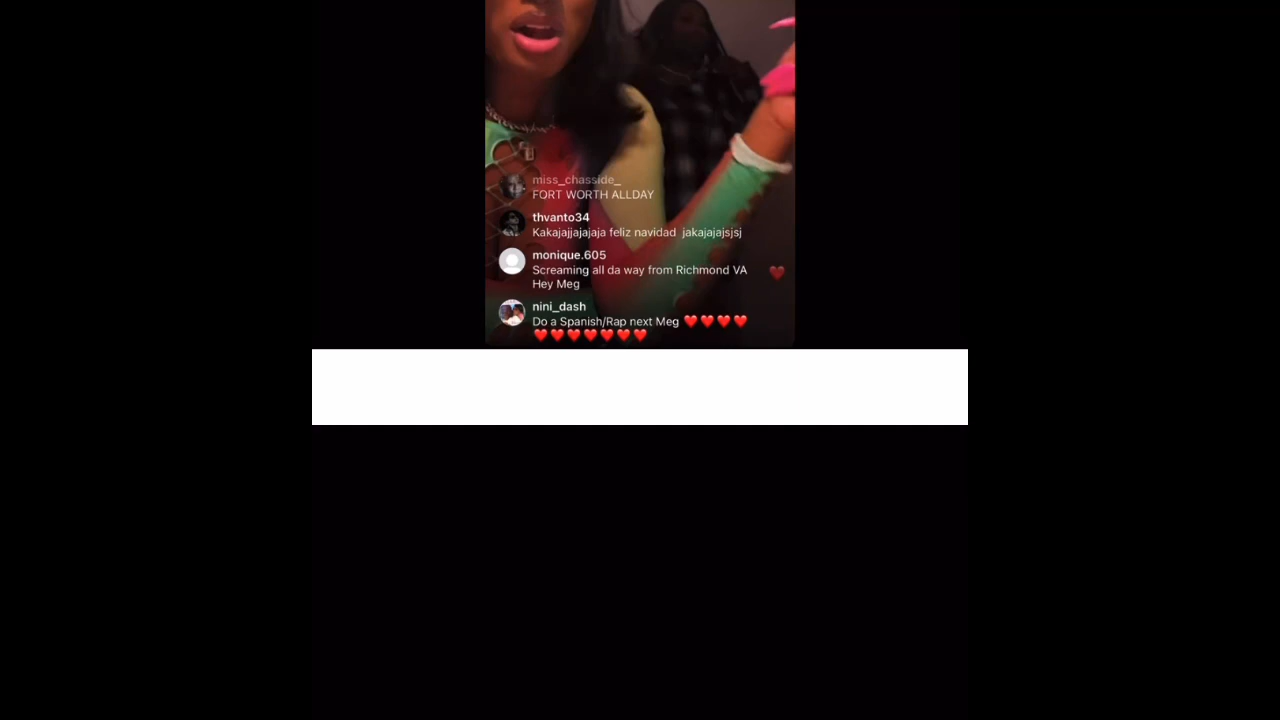 miss_chasside_
FORT WORTH ALLDAY
thvanto34
Kakajajjajajaja feliz navidad jakajajajsjsj
monique.605
Screaming all da way from Richmond VA
Hey Meg
nini_dash
Do a Spanish/Rap next Meg ❤️❤️❤️❤️
❤️❤️❤️❤️❤️❤️❤️